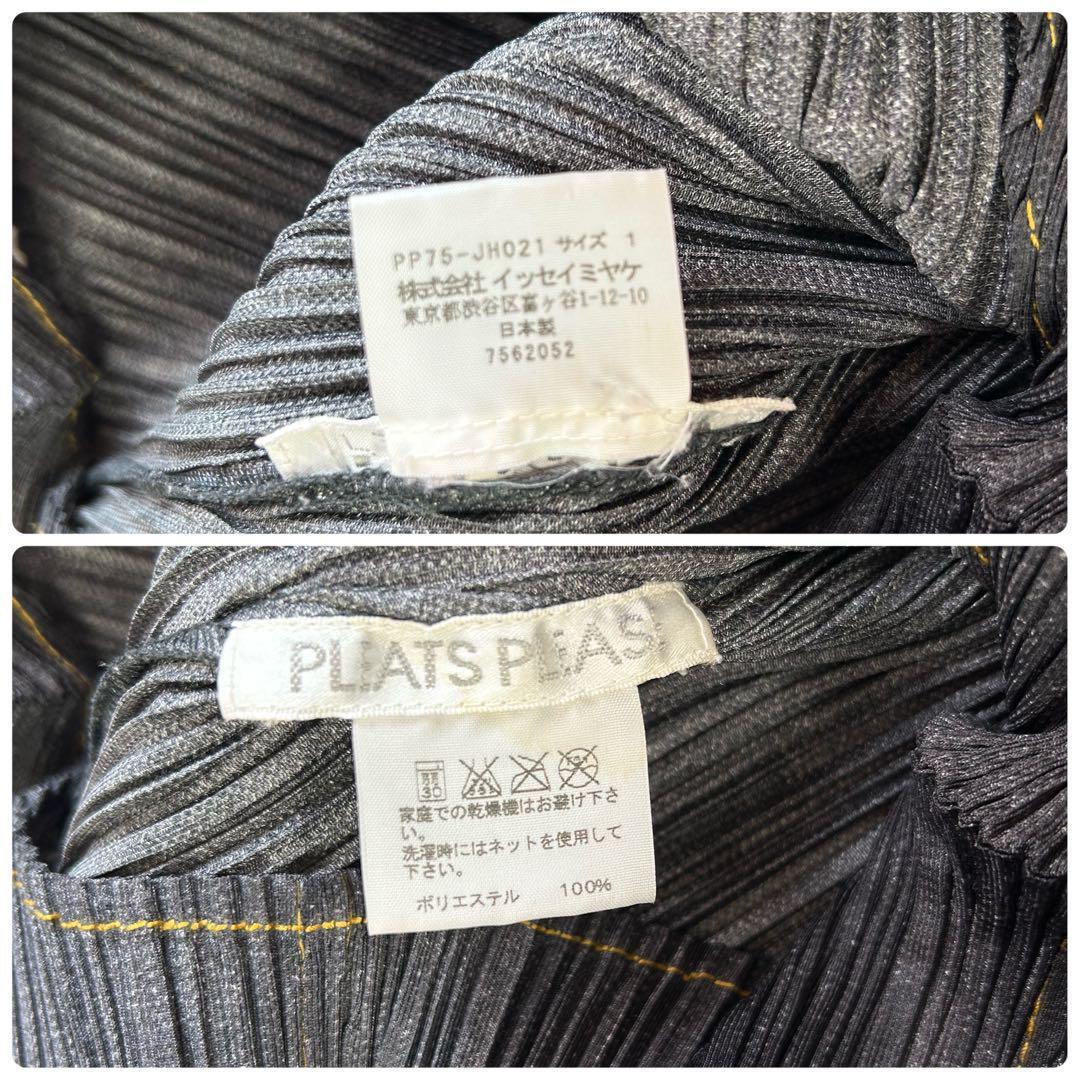 PP75-JH021 サイズ 1
株式会社 イッセイミヤケ
東京都渋谷区富ヶ谷1-12-10
日本製
7562052
PLEATS PLEAS
30
家庭での乾燥機はお避け下さ
い。
洗濯時にはネットを使用して
下さい。
ポリエステル 100%